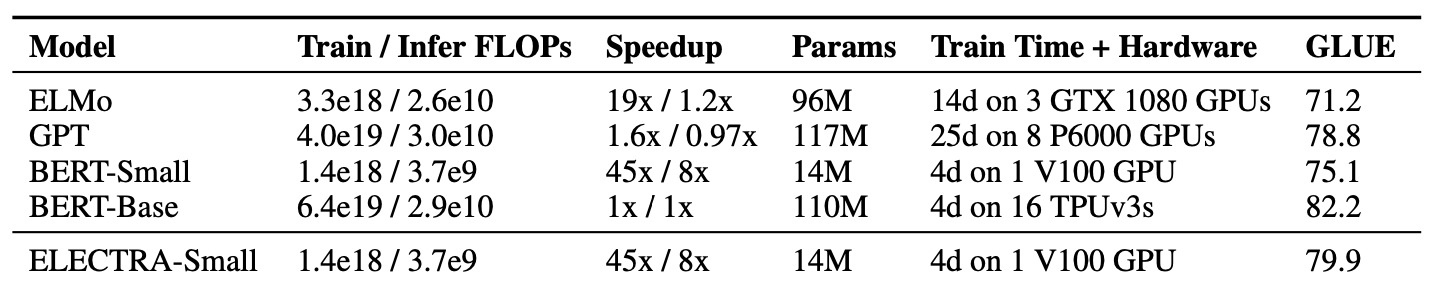 Model Train / Infer FLOPs Speedup Params Train Time + Hardware GLUE
ELMo 3.3e18 / 2.6e10 19x / 1.2x 96M 14d on 3 GTX 1080 GPUs 71.2
GPT 4.0e19 / 3.0e10 1.6x / 0.97x 117M 25d on 8 P6000 GPUs 78.8
BERT-Small 1.4e18 / 3.7e9 45x / 8x 14M 4d on 1 V100 GPU 75.1
BERT-Base 6.4e19 / 2.9e10 1x / 1x 110M 4d on 16 TPUv3s 82.2
ELECTRA-Small 1.4e18 / 3.7e9 45x / 8x 14M 4d on 1 V100 GPU 79.9